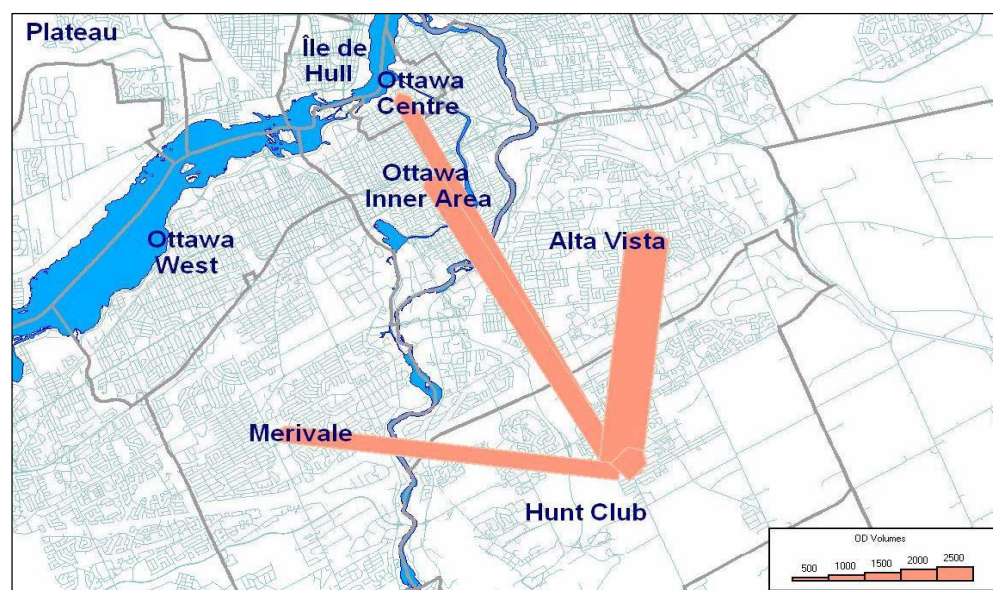 Plateau
Île de
Hull
Ottawa
Centre
Ottawa
Inner Area
Ottawa
West
Alta Vista
Merivale
Hunt Club
OD Volumes
500 1000 1500 2000 2500